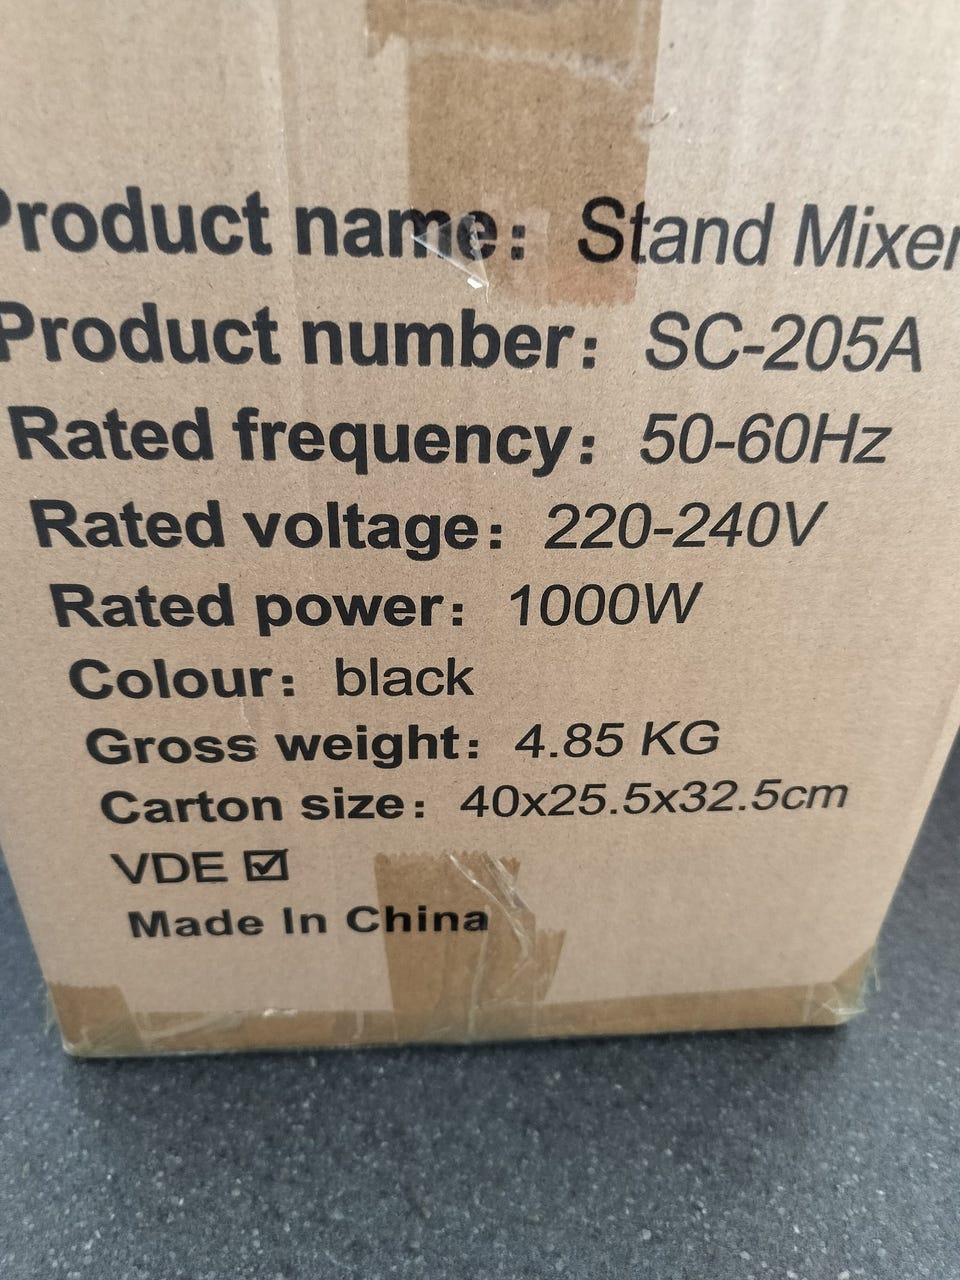 Product name: Stand Mixer
Product number: SC-205A
Rated frequency: 50-60Hz
Rated voltage: 220-240V
Rated power: 1000W
Colour: black
Gross weight: 4.85 KG
Carton size: 40x25.5x32.5cm
VDE ☑
Made In China